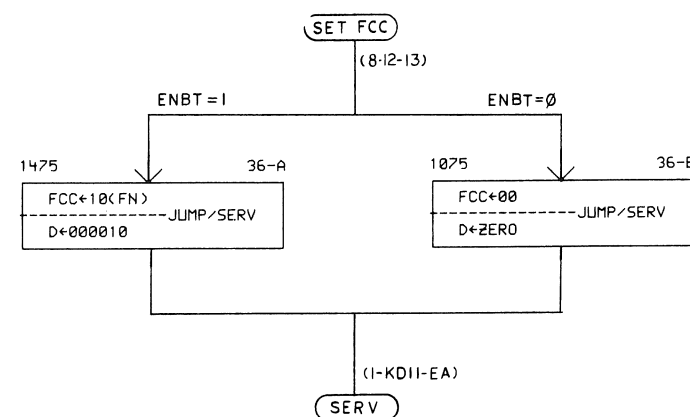 SET FCC
(8-12-13)
ENBT=1
ENBT=Ø
1475
36-A
FCC←10(FN)
JUMP/SERV
D←000010
1075
36-B
FCC←00
JUMP/SERV
D←ZERO
(1-KD11-EA)
SERV